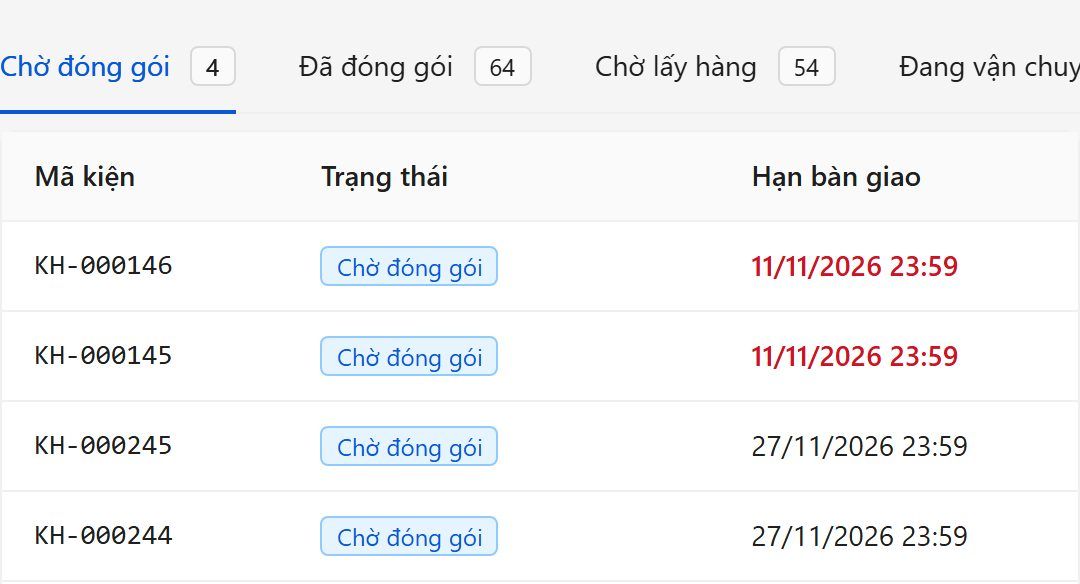 Chờ đóng gói 4 Đã đóng gói 64 Chờ lấy hàng 54 Đang vận chuy
Mã kiện Trạng thái Hạn bàn giao
KH-000146 Chờ đóng gói 11/11/2026 23:59
KH-000145 Chờ đóng gói 11/11/2026 23:59
KH-000245 Chờ đóng gói 27/11/2026 23:59
KH-000244 Chờ đóng gói 27/11/2026 23:59